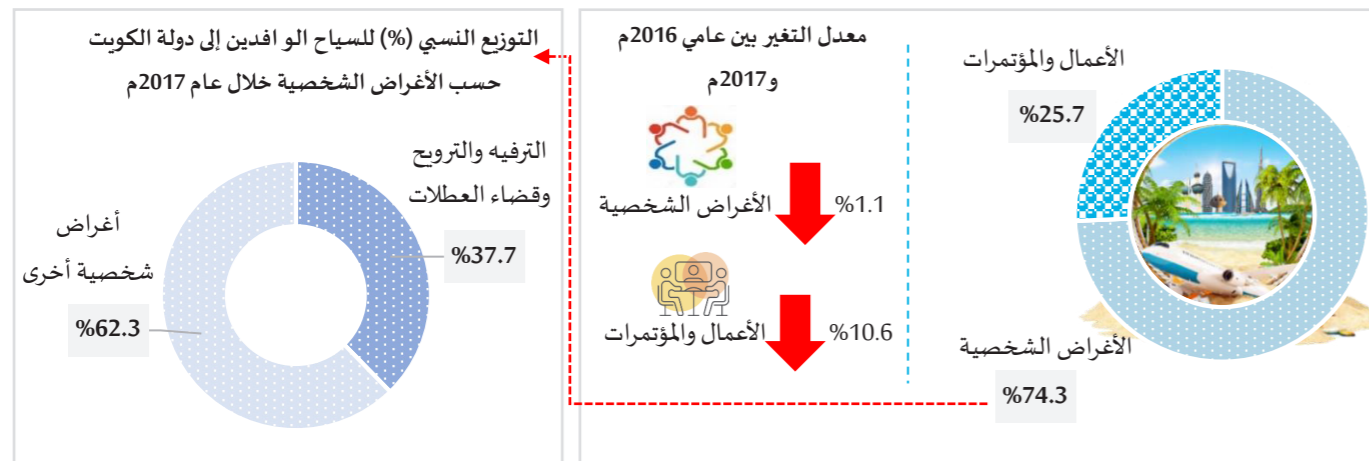 الأعمال والمؤتمرات
%25.7
الأغراض الشخصية
%74.3
معدل التغير بين عامي 2016م
و2017م
%1.1
الأغراض الشخصية
%10.6
الأعمال والمؤتمرات
التوزيع النسبي (%) للسياح الو افدين إلى دولة الكويت
حسب الأغراض الشخصية خلال عام 2017م
الترفيه والترويح
وقضاء العطلات
%37.7
أغراض
شخصية أخرى
%62.3